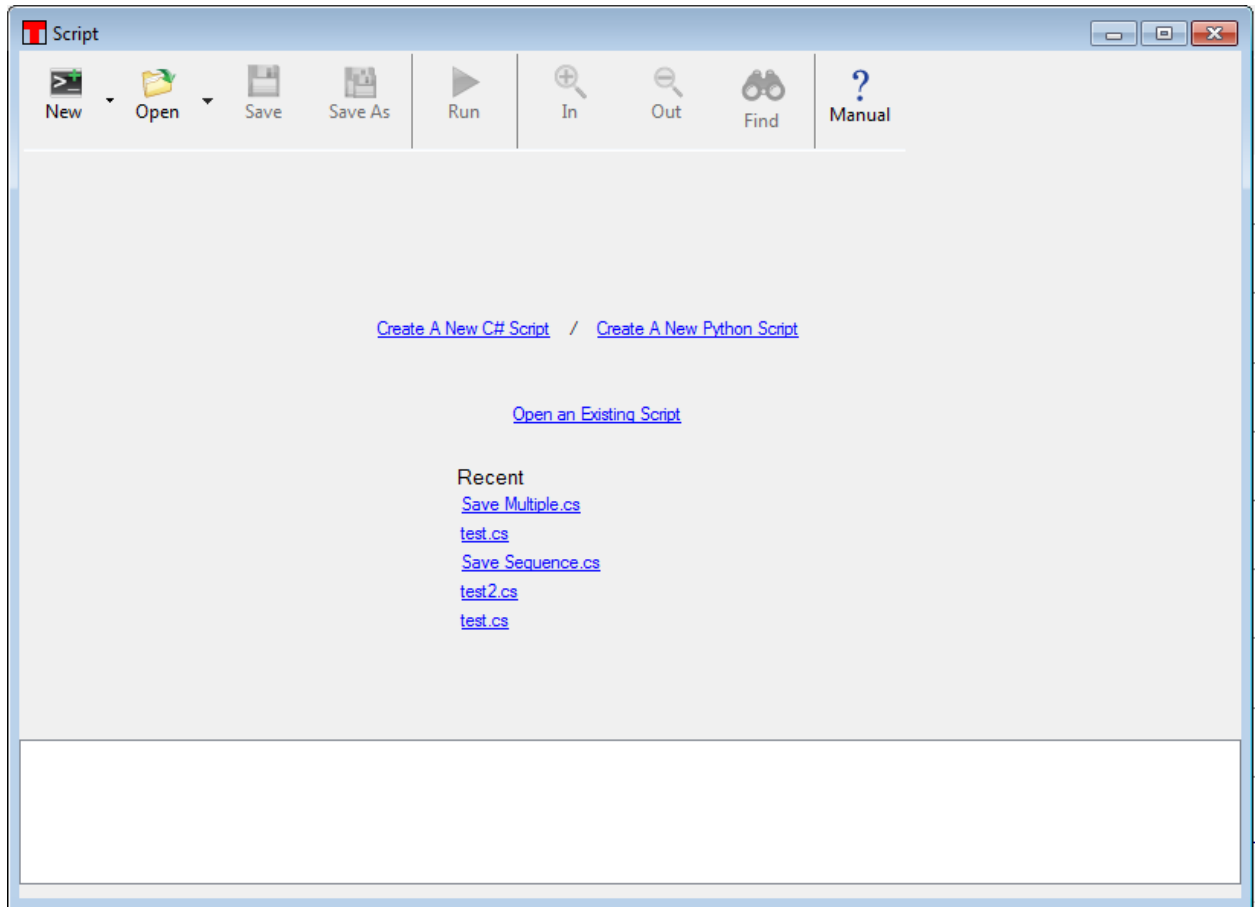 Script
New Open Save Save As Run In Out Find Manual
Create A New C# Script / Create A New Python Script
Open an Existing Script
Recent
Save Multiple.cs
test.cs
Save Sequence.cs
test2.cs
test.cs